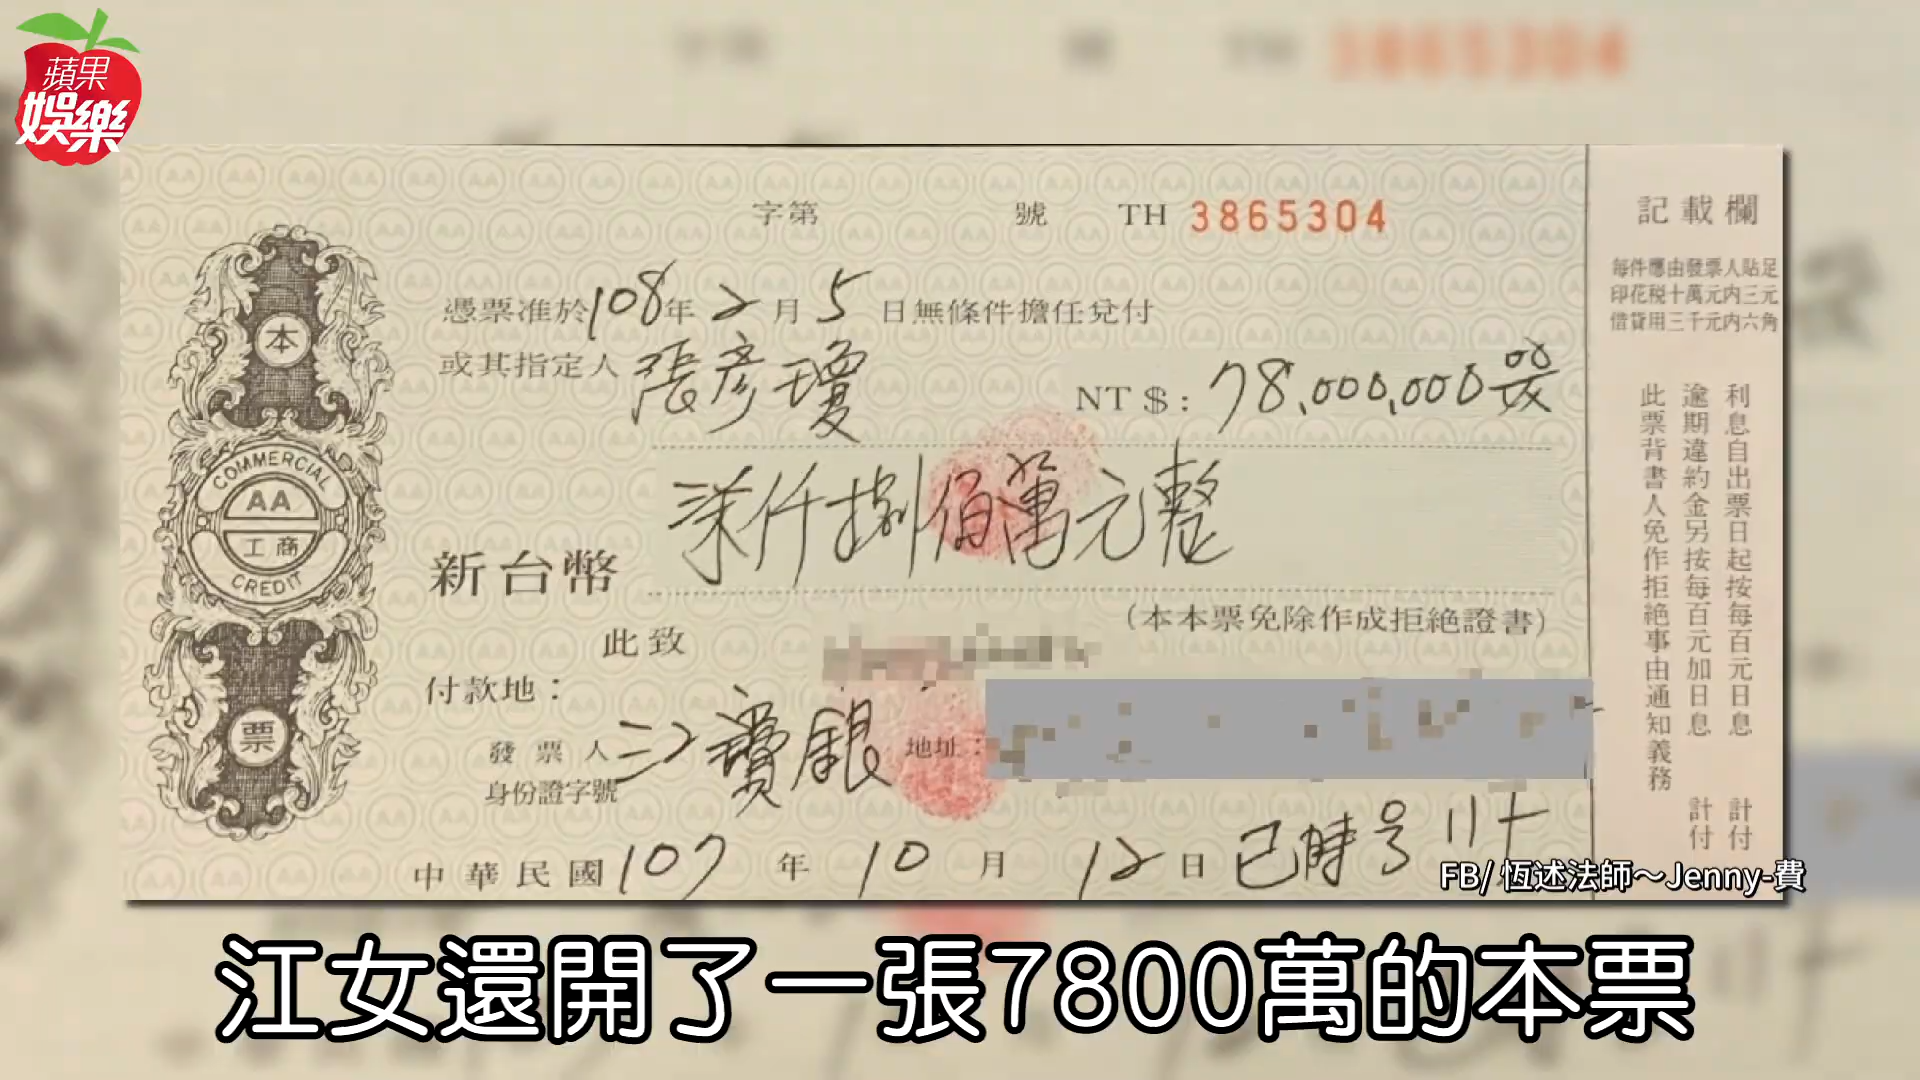 蘋果
娛樂
字第 號 TH 3865304
憑票准於108年2月5日無條件擔任兌付
或其指定人張彥瓊
NT$: 78,000,000
柒仟捌佰萬元整
新台幣
(本本票免除作成拒絕證書)
此致
付款地:
發票人江寶銀 地址:
身份證字號
中華民國107年10月12日
本
COMMERCIAL
AA
工商
CREDIT
票
記載欄
每件應由發票人貼足
印花稅十萬元內三元
借貸用三千元內六角
利息自出票日起按每百元日息 計付
逾期違約金另按每百元加日息 計付
此票背書人免作拒絕事由通知義務
FB/ 恆述法師～Jenny-費
江女還開了一張7800萬的本票